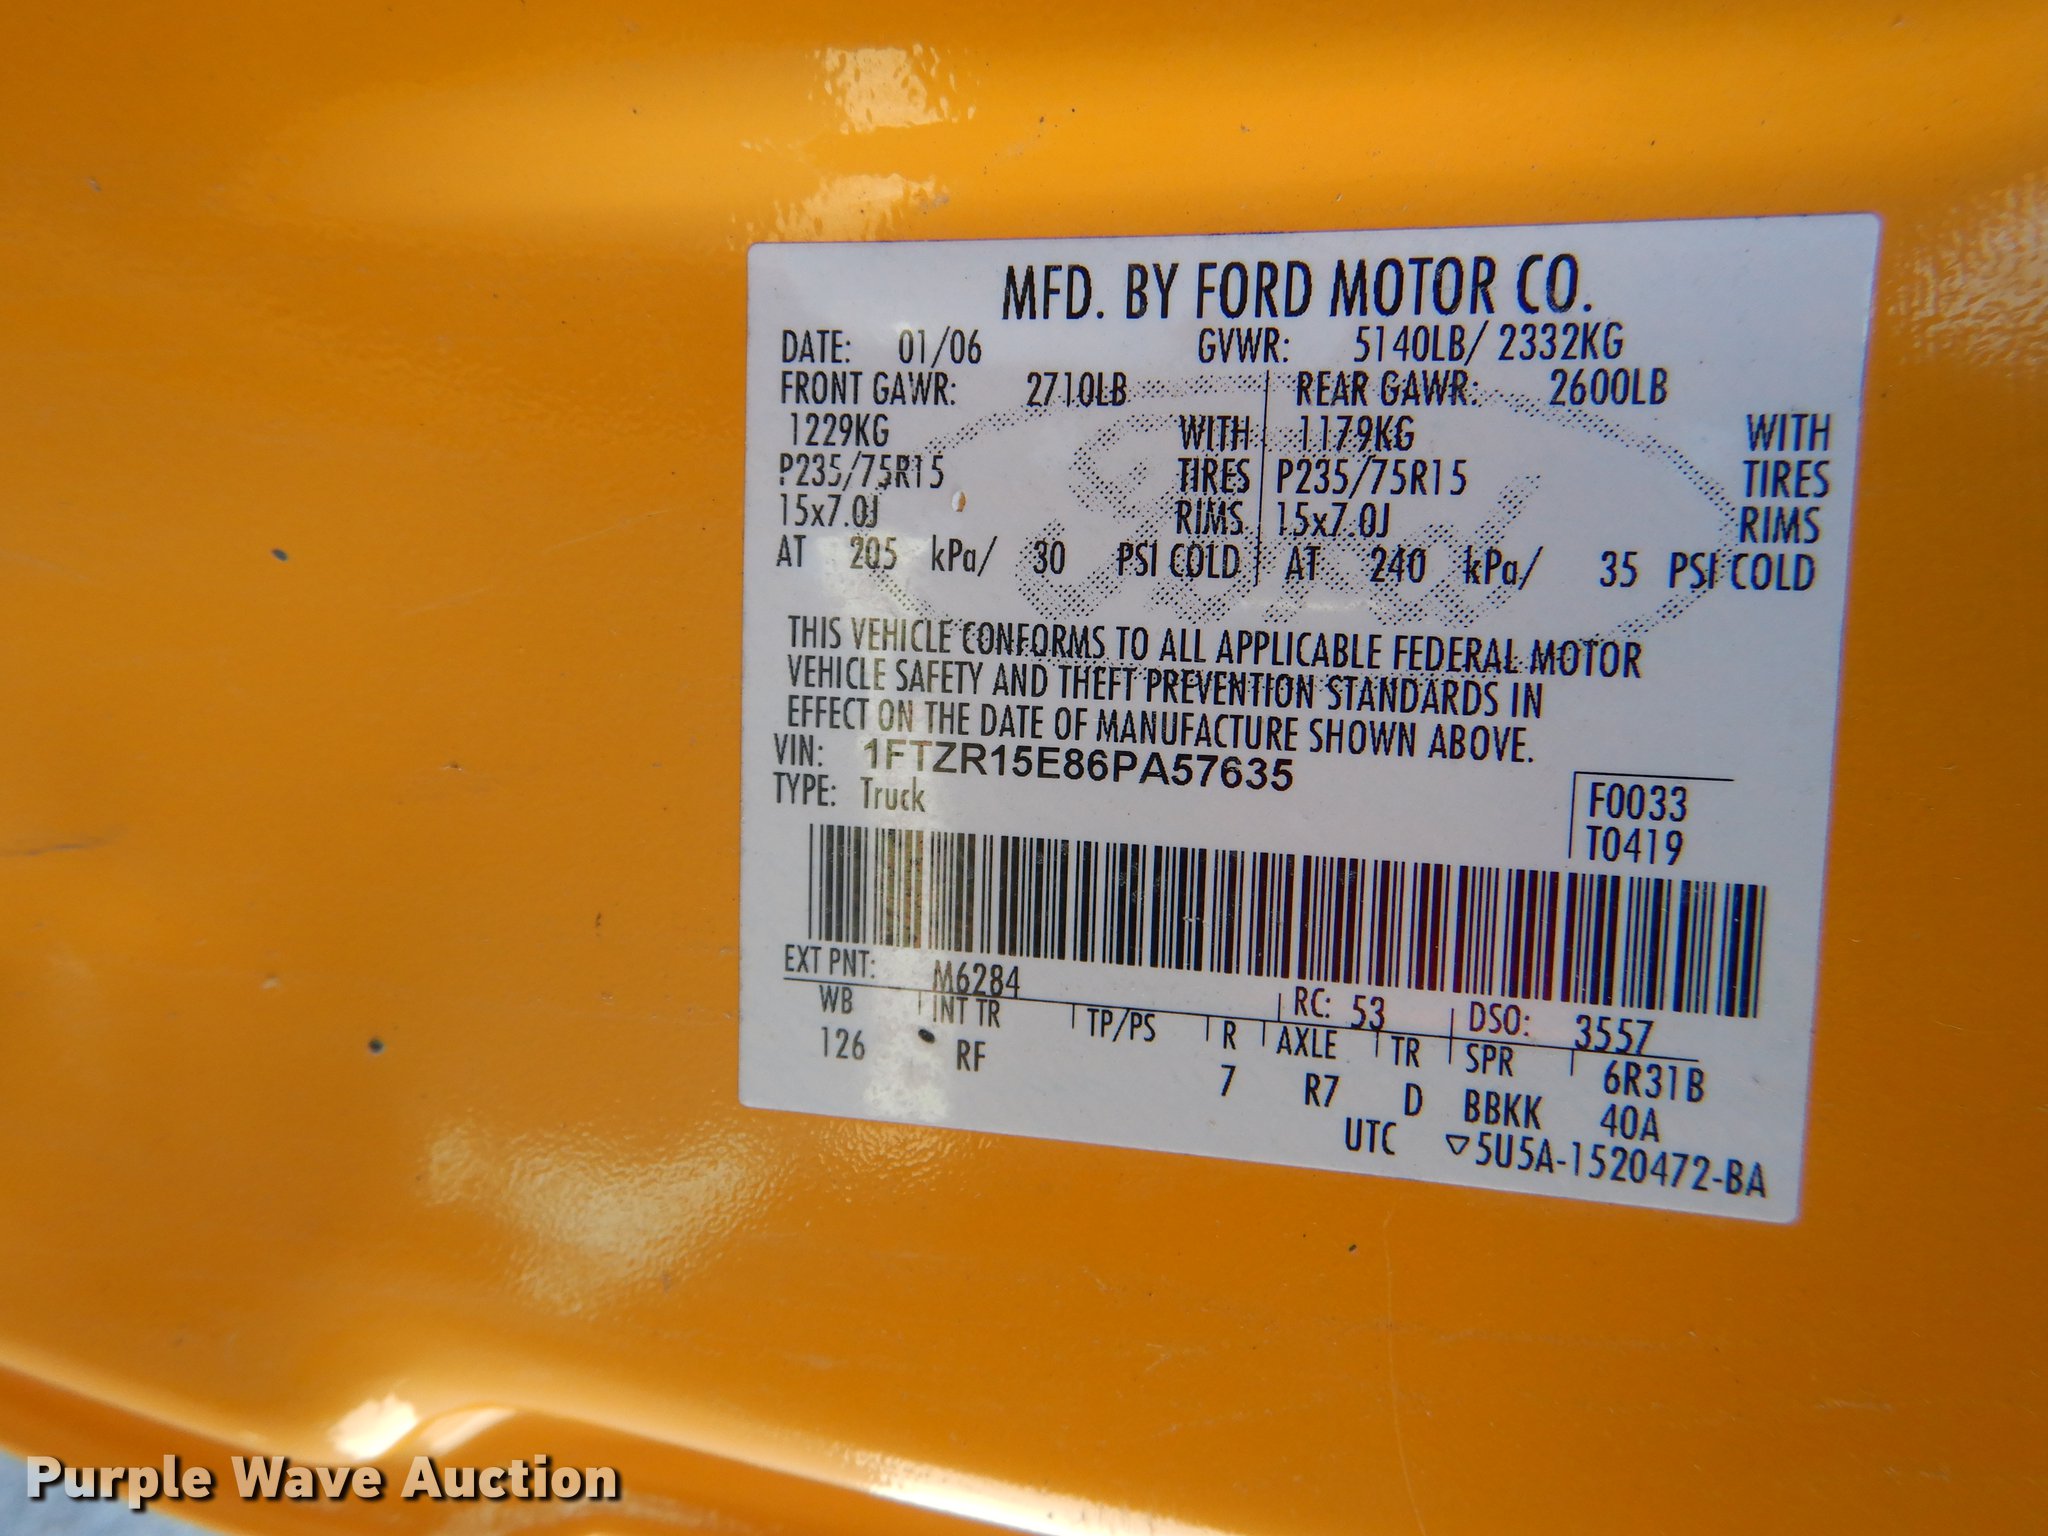 MFD. BY FORD MOTOR CO.
DATE: 01/06 GVWR: 5140LB/ 2332KG
FRONT GAWR: 2710LB REAR GAWR: 2600LB
1229KG WITH 1179KG WITH
P235/75R15 TIRES P235/75R15 TIRES
15x7.0J RIMS 15x7.0J RIMS
AT 205 kPa/ 30 PSI COLD AT 240 kPa/ 35 PSI COLD
THIS VEHICLE CONFORMS TO ALL APPLICABLE FEDERAL MOTOR
VEHICLE SAFETY AND THEFT PREVENTION STANDARDS IN
EFFECT ON THE DATE OF MANUFACTURE SHOWN ABOVE.
VIN: 1FTZR15E86PA57635
TYPE: Truck
F0033
T0419
EXT PNT: M6284 RC: 53 DSO: 3557
WB INT TR TP/PS R AXLE TR SPR 6R31B
126 RF 7 R7 D BBKK 40A
UTC ▽5U5A-1520472-BA
Purple Wave Auction